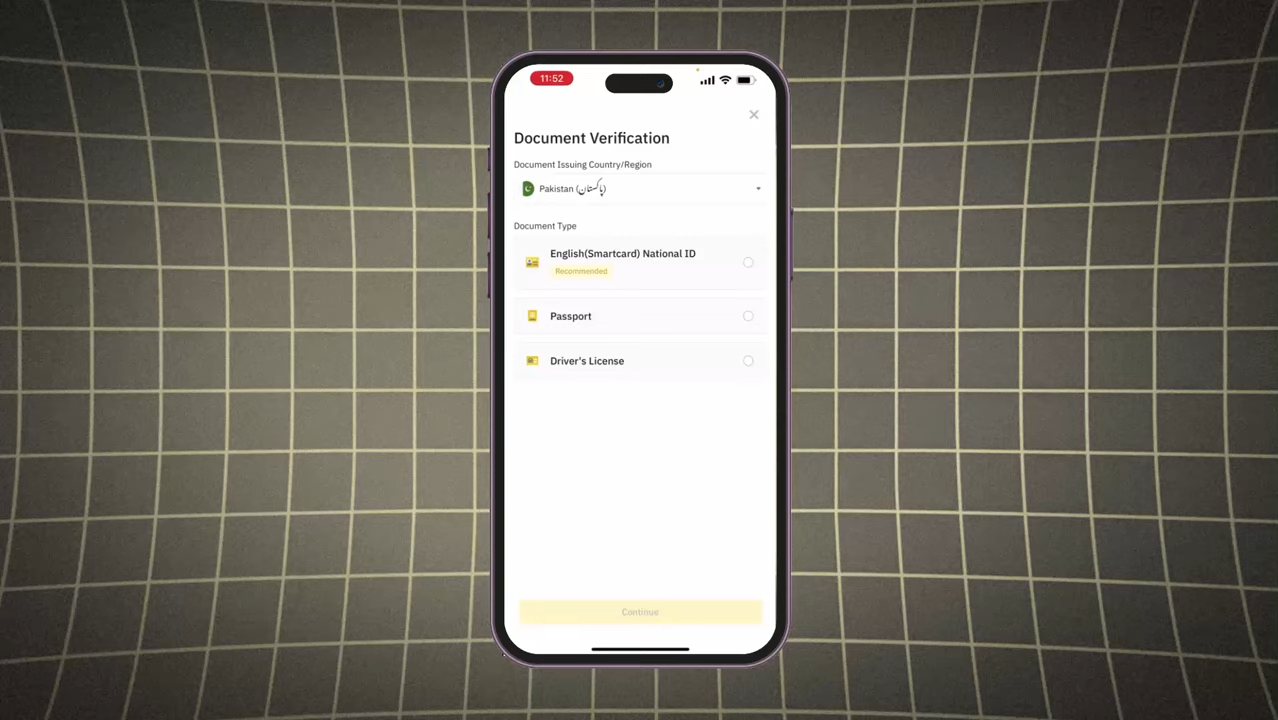 11:52
Document Verification
Document Issuing Country/Region
Pakistan (پاکستان)
Document Type
English(Smartcard) National ID
Recommended
Passport
Driver's License
Continue